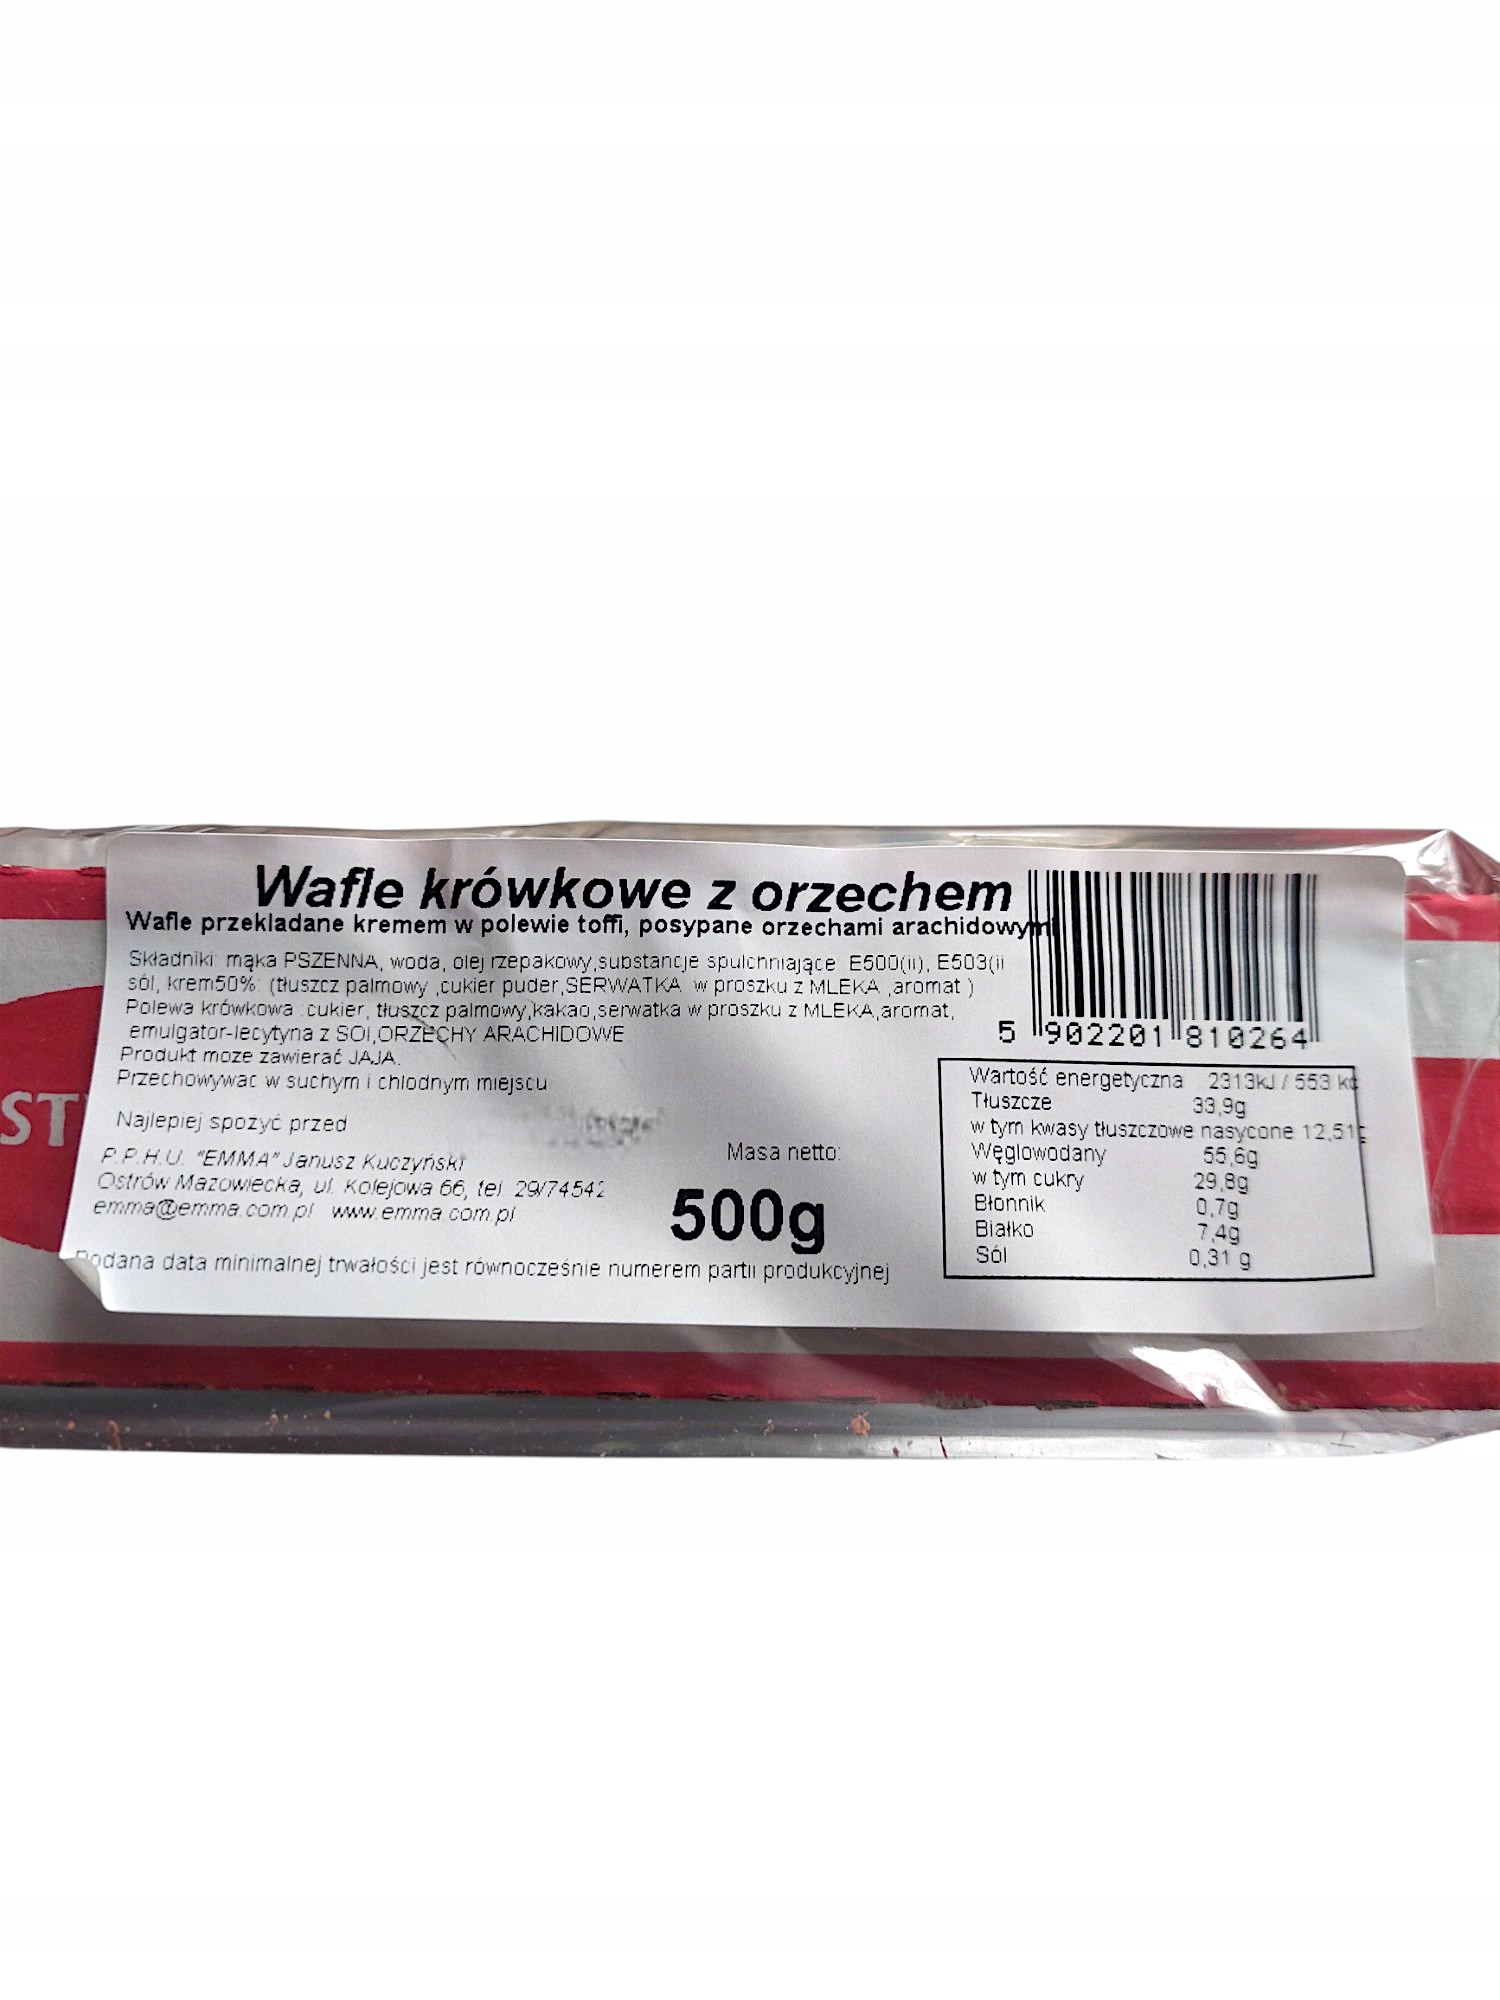 Wafle krówkowe z orzechem
Wafle przekladane kremem w polewie toffi, posypane orzechami arachidowymi
Składniki: mąka PSZENNA, woda, olej rzepakowy,substancje spulchniające E500(ii), E503(ii
sól, krem50%: (tłuszcz palmowy ,cukier puder,SERWATKA w proszku z MLEKA ,aromat )
Polewa krówkowa :cukier, tłuszcz palmowy,kakao,serwatka w proszku z MLEKA,aromat,
emulgator-lecytyna z SOI,ORZECHY ARACHIDOWE
Produkt moze zawierać JAJA.
Przechowywac w suchym i chlodnym miejscu
Najlepiej spożyć przed
P.P.H.U. "EMMA" Janusz Kuczyński
Ostrów Mazowiecka, ul. Kolejowa 66, tel. 29/74542
emma@emma.com.pl www.emma.com.pl
Podana data minimalnej trwałości jest równocześnie numerem partii produkcyjnej
Masa netto:
500g
5 902201 810264
Wartość energetyczna 2313kJ / 553 kc
Tłuszcze 33,9g
w tym kwasy tłuszczowe nasycone 12,51g
Węglowodany 55,6g
w tym cukry 29,8g
Błonnik 0,7g
Białko 7,4g
Sól 0,31 g
ST